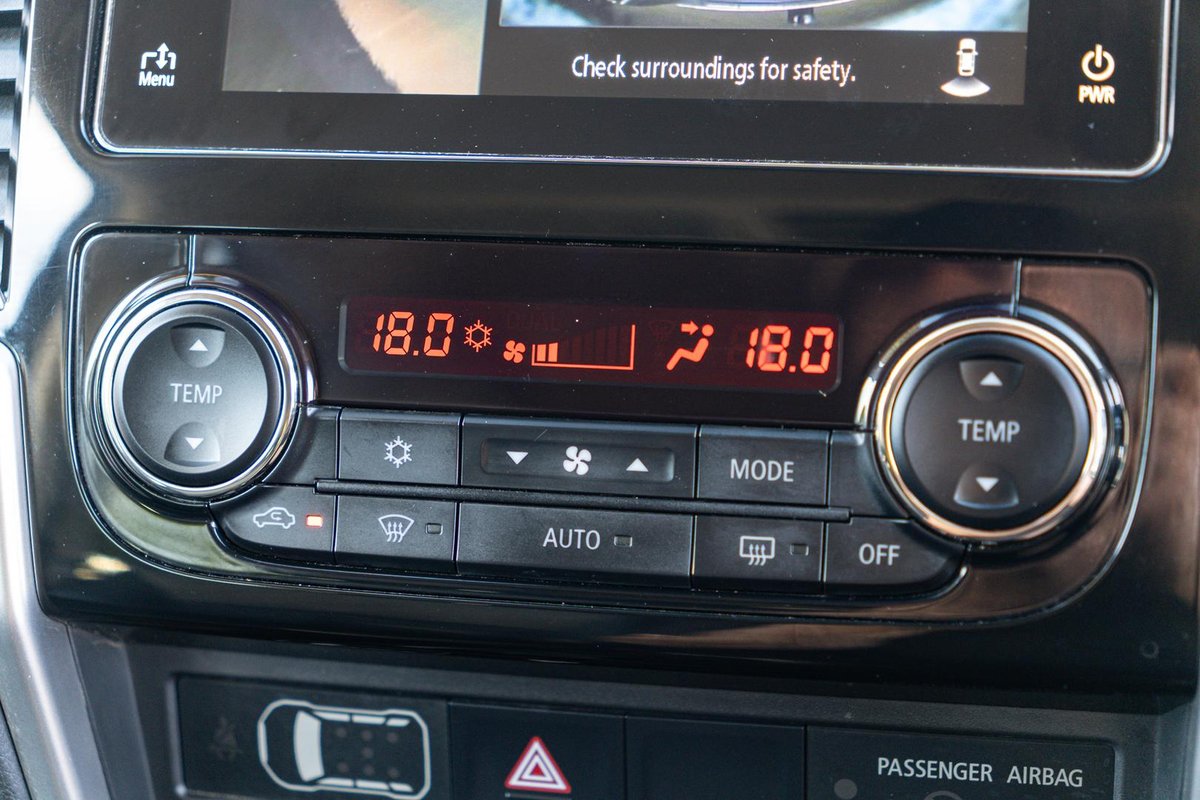 Menu
Check surroundings for safety.
PWR
18.0
18.0
TEMP
TEMP
MODE
AUTO
OFF
PASSENGER AIRBAG